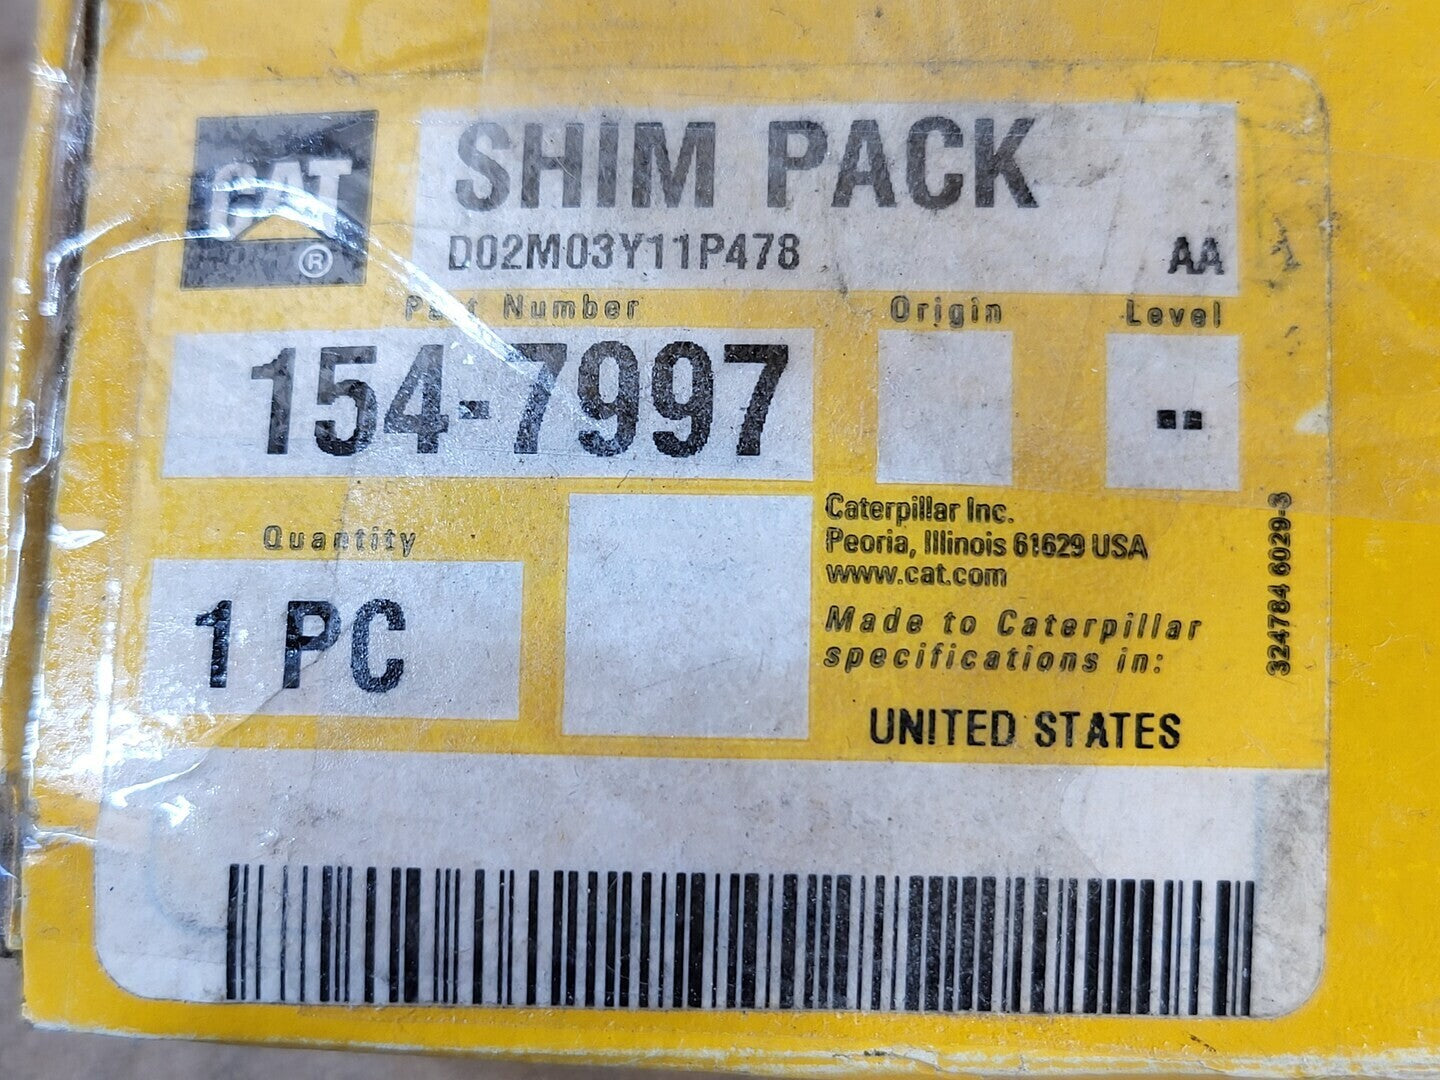 CAT
®
SHIM PACK
D02M03Y11P478 AA
Part Number Origin Level
154-7997 --
Quantity
1 PC
Caterpillar Inc.
Peoria, Illinois 61629 USA
www.cat.com
Made to Caterpillar
specifications in:
UNITED STATES
324784 6029-3